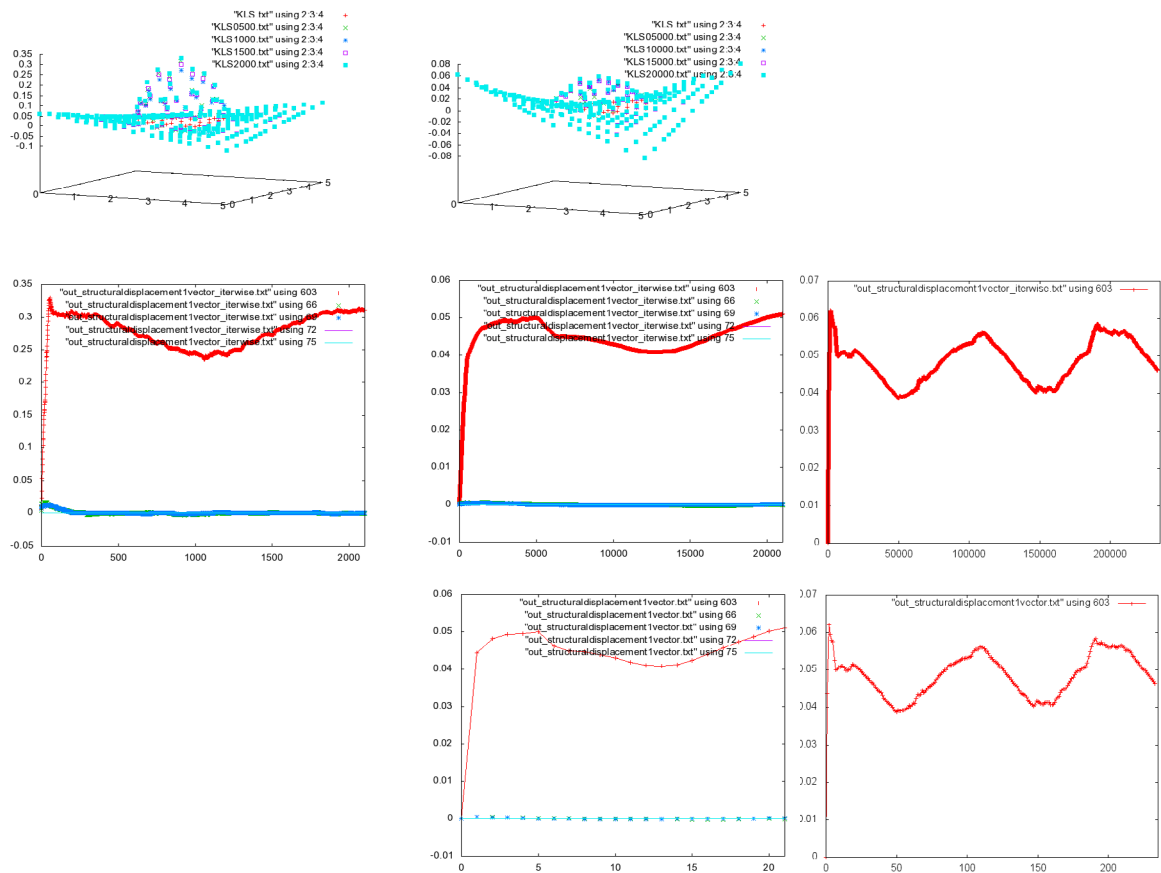 "KLS.txt" using 2:3:4
"KLS0500.txt" using 2:3:4
"KLS1000.txt" using 2:3:4
"KLS1500.txt" using 2:3:4
"KLS2000.txt" using 2:3:4
0.35
0.3
0.25
0.2
0.15
0.1
0.05
0
-0.05
-0.1
0
1
2
3
4
5
0
1
2
3
4
5
"KLS.txt" using 2:3:4
"KLS05000.txt" using 2:3:4
"KLS10000.txt" using 2:3:4
"KLS15000.txt" using 2:3:4
"KLS20000.txt" using 2:3:4
0.08
0.06
0.04
0.02
0
-0.02
-0.04
-0.06
-0.08
0
1
2
3
4
5
0
1
2
3
4
5
"out_structuraldisplacement1vector_iterwise.txt" using 603
"out_structuraldisplacement1vector_iterwise.txt" using 66
"out_structuraldisplacement1vector_iterwise.txt" using
"out_structuraldisplacement1vector_iterwise.txt" using 72
"out_structuraldisplacement1vector_iterwise.txt" using 75
0.35
0.3
0.25
0.2
0.15
0.1
0.05
0
-0.05
0 500 1000 1500 2000
"out_structuraldisplacement1vector_iterwise.txt" using 603
"out_structuraldisplacement1vector_iterwise.txt" using 66
"out_structuraldisplacement1vector_iterwise.txt" using 69
"out_structuraldisplacement1vector_iterwise.txt" using 72
"out_structuraldisplacement1vector_iterwise.txt" using 75
0.06
0.05
0.04
0.03
0.02
0.01
0
-0.01
0 5000 10000 15000 20000
"out_structuraldisplacement1vector_iterwise.txt" using 603
0.07
0.06
0.05
0.04
0.03
0.02
0.01
0
0 50000 100000 150000 200000
"out_structuraldisplacement1vector.txt" using 603
"out_structuraldisplacement1vector.txt" using 66
"out_structuraldisplacement1vector.txt" using 69
"out_structuraldisplacement1vector.txt" using 72
"out_structuraldisplacement1vector.txt" using 75
0.06
0.05
0.04
0.03
0.02
0.01
0
-0.01
0 5 10 15 20
"out_structuraldisplacement1vector.txt" using 603
0.07
0.06
0.05
0.04
0.03
0.02
0.01
0
0 50 100 150 200